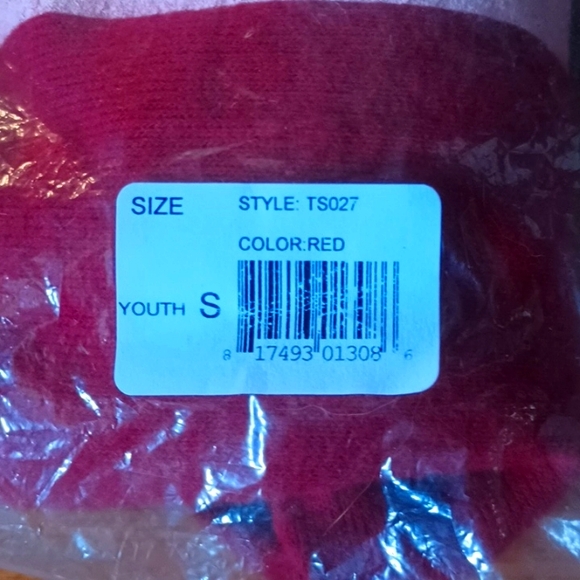 SIZE
STYLE: TS027
COLOR:RED
YOUTH S
8 17493 01308 6